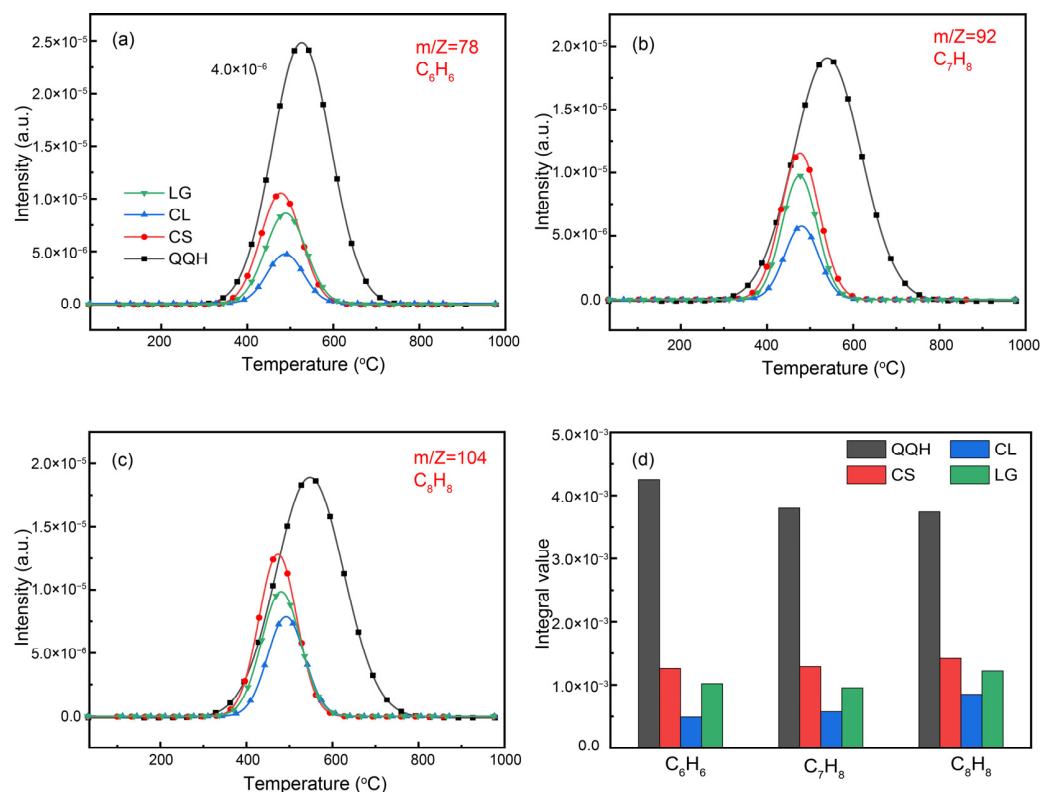 (a)
m/Z=78
C₆H₆
4.0×10⁻⁶
2.5×10⁻⁵
2.0×10⁻⁵
1.5×10⁻⁵
1.0×10⁻⁵
5.0×10⁻⁶
0.0
Intensity (a.u.)
LG
CL
CS
QQH
200 400 600 800 1000
Temperature (°C)
(b)
m/Z=92
C₇H₈
2.0×10⁻⁵
1.5×10⁻⁵
1.0×10⁻⁵
5.0×10⁻⁶
0.0
Intensity (a.u.)
200 400 600 800 1000
Temperature (°C)
(c)
m/Z=104
C₈H₈
2.0×10⁻⁵
1.5×10⁻⁵
1.0×10⁻⁵
5.0×10⁻⁶
0.0
Intensity (a.u.)
200 400 600 800 1000
Temperature (°C)
(d)
QQH CL
CS LG
5.0×10⁻³
4.0×10⁻³
3.0×10⁻³
2.0×10⁻³
1.0×10⁻³
0.0
Integral value
C₆H₆ C₇H₈ C₈H₈